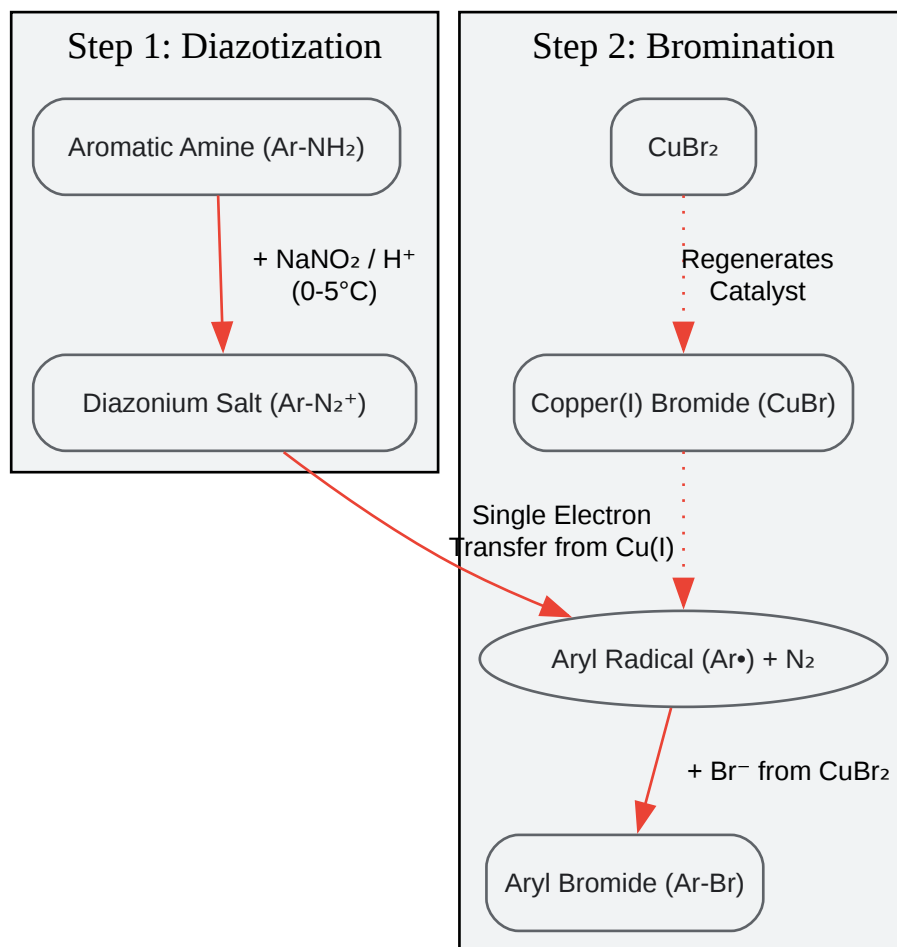 Step 1: Diazotization
Aromatic Amine (Ar-NH₂)
+ NaNO₂ / H⁺
(0-5°C)
Diazonium Salt (Ar-N₂⁺)
Step 2: Bromination
CuBr₂
Regenerates
Catalyst
Copper(I) Bromide (CuBr)
Single Electron
Transfer from Cu(I)
Aryl Radical (Ar•) + N₂
+ Br⁻ from CuBr₂
Aryl Bromide (Ar-Br)